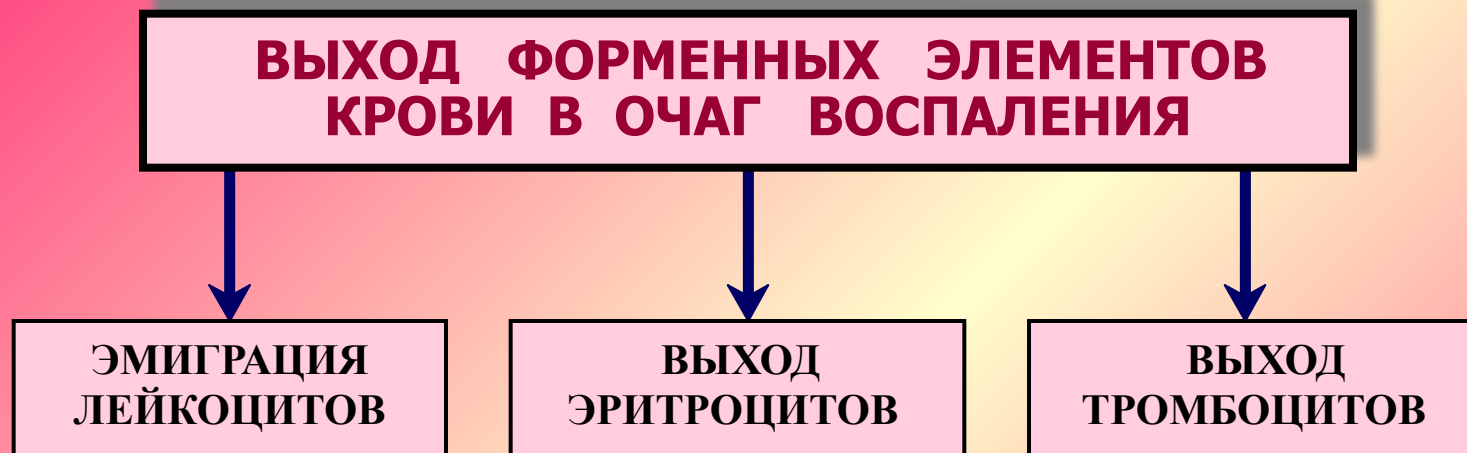 ВЫХОД ФОРМЕННЫХ ЭЛЕМЕНТОВ
КРОВИ В ОЧАГ ВОСПАЛЕНИЯ
ЭМИГРАЦИЯ
ЛЕЙКОЦИТОВ
ВЫХОД
ЭРИТРОЦИТОВ
ВЫХОД
ТРОМБОЦИТОВ